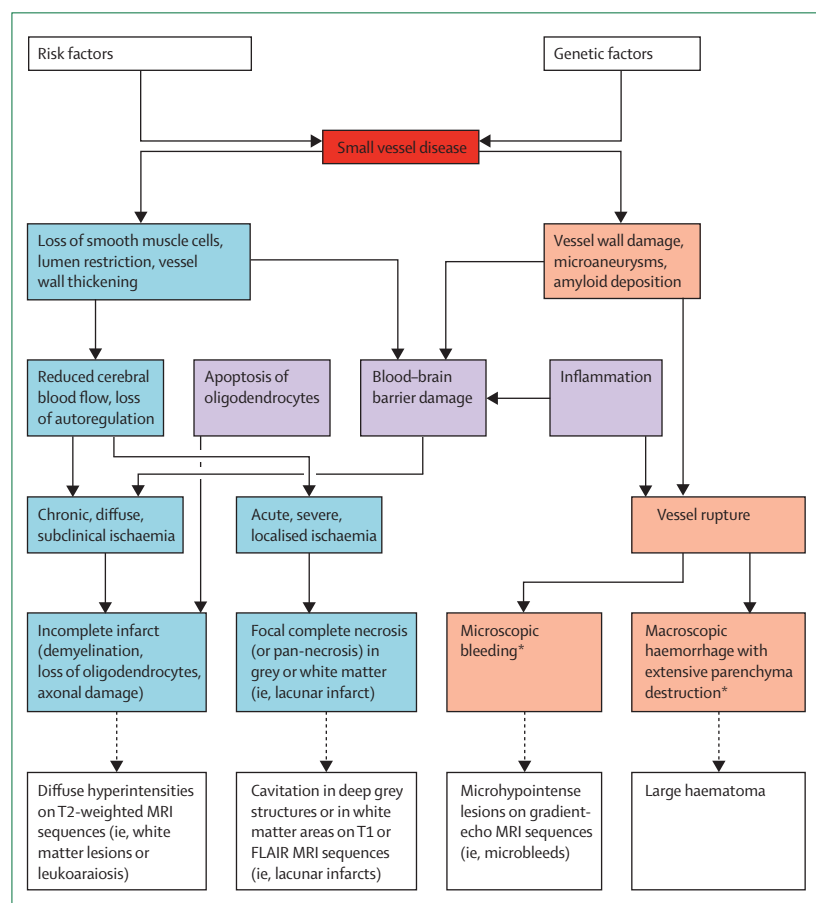 Risk factors
Genetic factors
Small vessel disease
Loss of smooth muscle cells,
lumen restriction, vessel
wall thickening
Vessel wall damage,
microaneurysms,
amyloid deposition
Reduced cerebral
blood flow, loss
of autoregulation
Apoptosis of
oligodendrocytes
Blood–brain
barrier damage
Inflammation
Chronic, diffuse,
subclinical ischaemia
Acute, severe,
localised ischaemia
Vessel rupture
Incomplete infarct
(demyelination,
loss of oligodendrocytes,
axonal damage)
Focal complete necrosis
(or pan-necrosis) in
grey or white matter
(ie, lacunar infarct)
Microscopic
bleeding*
Macroscopic
haemorrhage with
extensive parenchyma
destruction*
Diffuse hyperintensities
on T2-weighted MRI
sequences (ie, white
matter lesions or
leukoaraiosis)
Cavitation in deep grey
structures or in white
matter areas on T1 or
FLAIR MRI sequences
(ie, lacunar infarcts)
Microhypointense
lesions on gradient-
echo MRI sequences
(ie, microbleeds)
Large haematoma